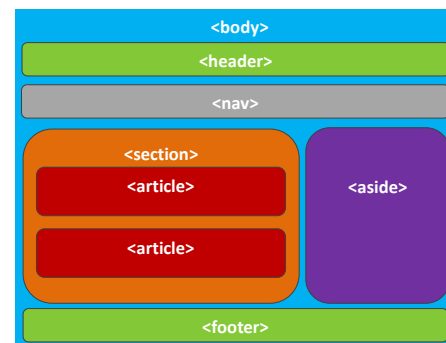 <body>
<header>
<nav>
<section>
<article>
<aside>
<article>
<footer>